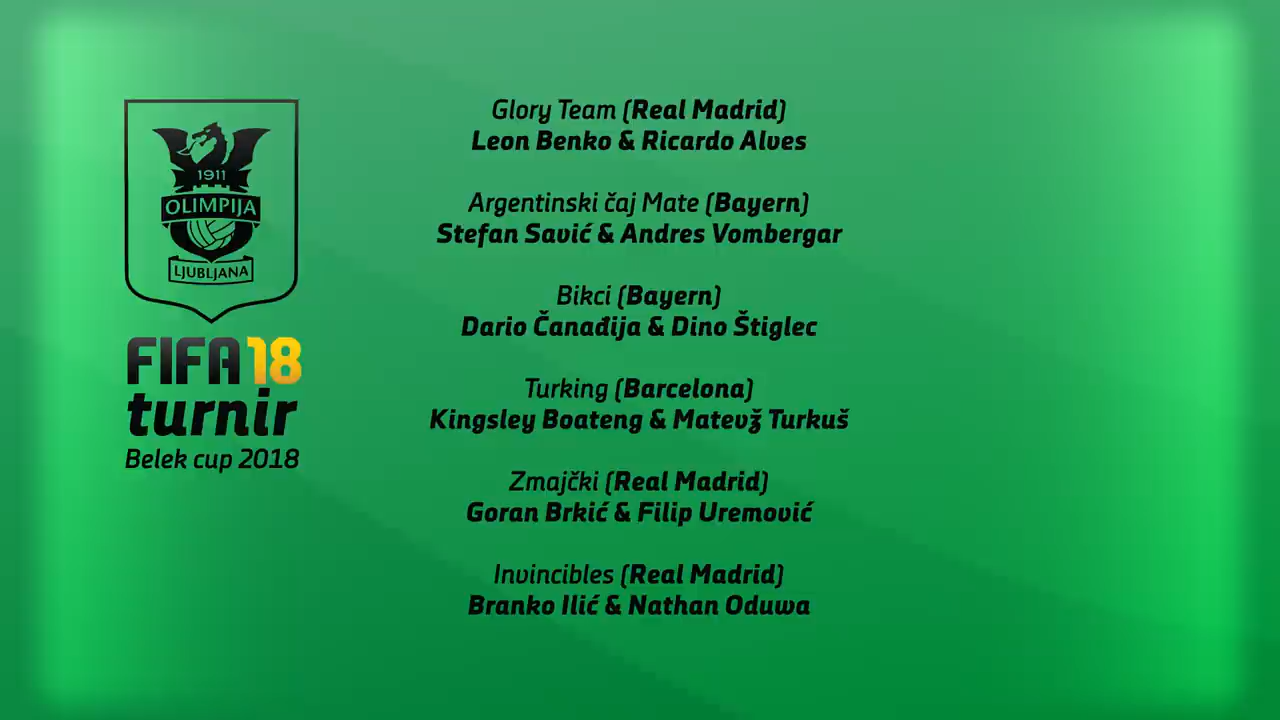 1911
OLIMPIJA
LJUBLJANA
FIFA 18
turnir
Belek cup 2018
Glory Team (Real Madrid)
Leon Benko & Ricardo Alves
Argentinski čaj Mate (Bayern)
Stefan Savić & Andres Vombergar
Bikci (Bayern)
Dario Čanađija & Dino Štiglec
Turking (Barcelona)
Kingsley Boateng & Matevž Turkuš
Zmajčki (Real Madrid)
Goran Brkić & Filip Uremović
Invincibles (Real Madrid)
Branko Ilić & Nathan Oduwa